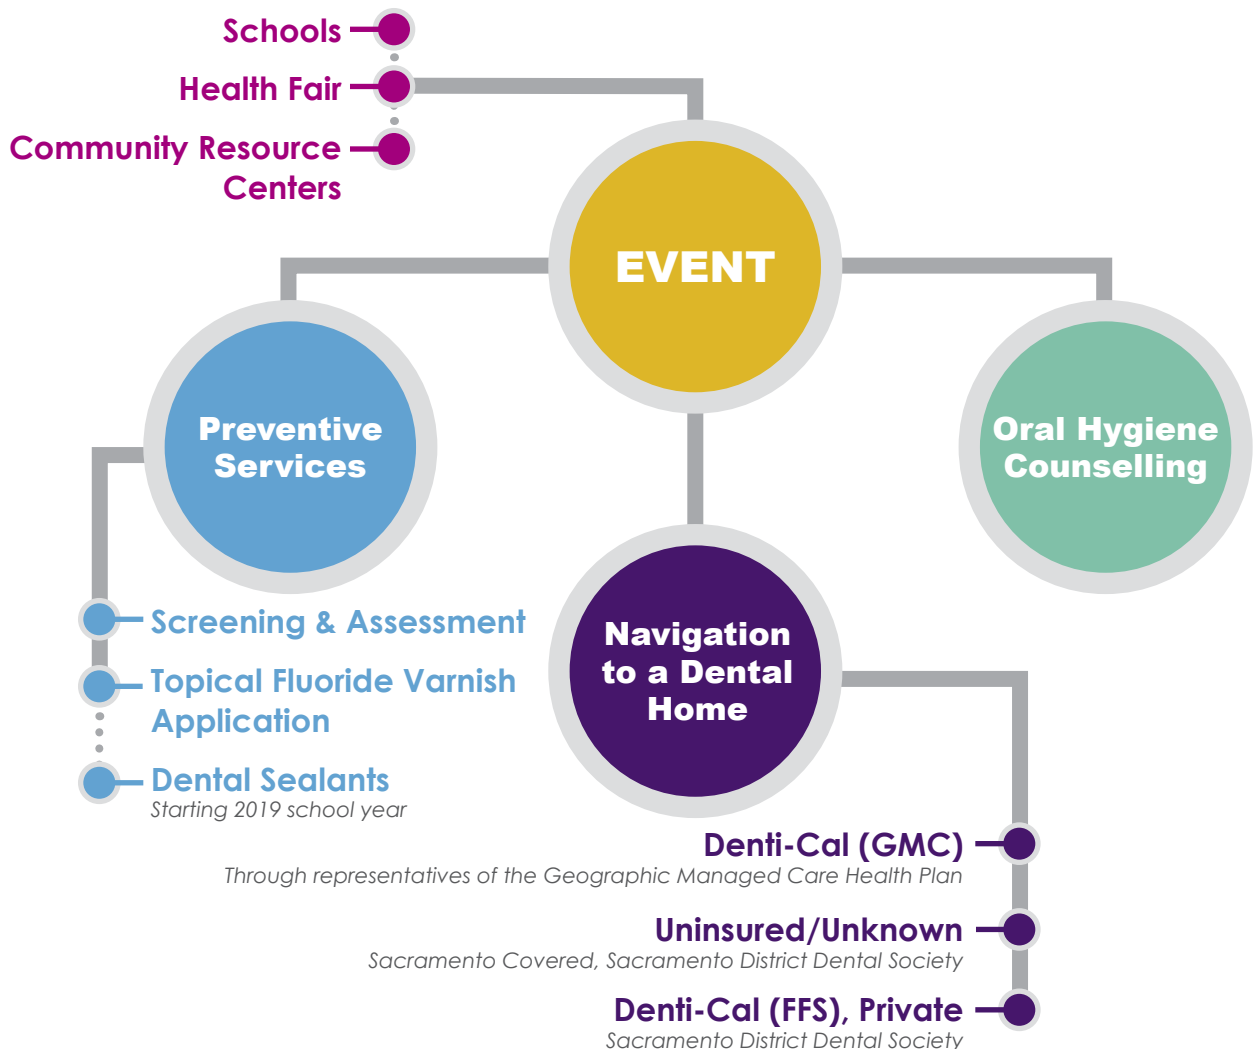 Schools
Health Fair
Community Resource
Centers
EVENT
Preventive
Services
Oral Hygiene
Counselling
Screening & Assessment
Topical Fluoride Varnish
Application
Dental Sealants
Starting 2019 school year
Navigation
to a Dental
Home
Denti-Cal (GMC)
Through representatives of the Geographic Managed Care Health Plan
Uninsured/Unknown
Sacramento Covered, Sacramento District Dental Society
Denti-Cal (FFS), Private
Sacramento District Dental Society